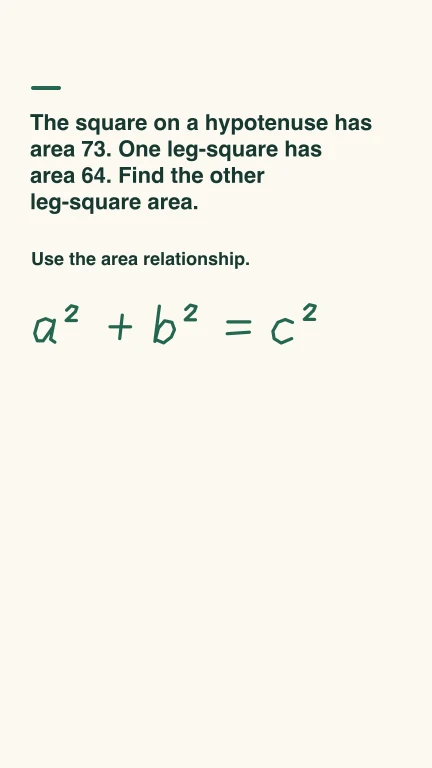 The square on a hypotenuse has
area 73. One leg-square has
area 64. Find the other
leg-square area.
Use the area relationship.
a² + b² = c²